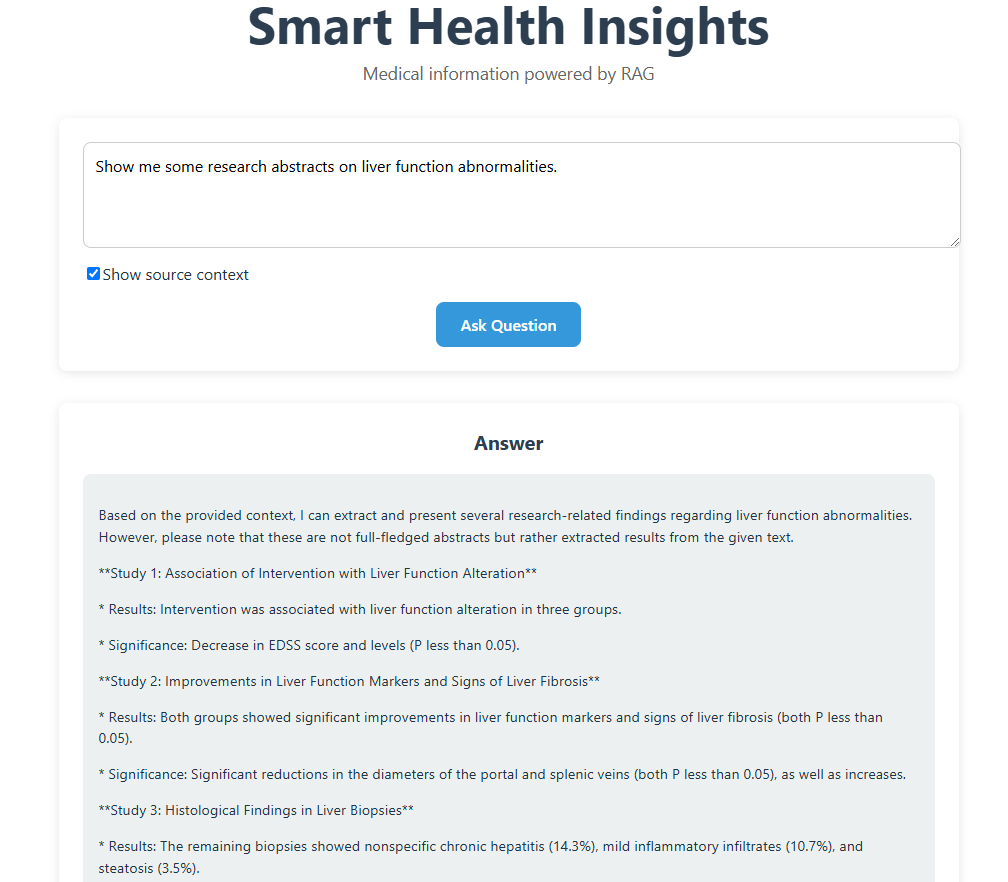 Smart Health Insights
Medical information powered by RAG
Show me some research abstracts on liver function abnormalities.
Show source context
Ask Question
Answer
Based on the provided context, I can extract and present several research-related findings regarding liver function abnormalities.
However, please note that these are not full-fledged abstracts but rather extracted results from the given text.
**Study 1: Association of Intervention with Liver Function Alteration**
* Results: Intervention was associated with liver function alteration in three groups.
* Significance: Decrease in EDSS score and levels (P less than 0.05).
**Study 2: Improvements in Liver Function Markers and Signs of Liver Fibrosis**
* Results: Both groups showed significant improvements in liver function markers and signs of liver fibrosis (both P less than
0.05).
* Significance: Significant reductions in the diameters of the portal and splenic veins (both P less than 0.05), as well as increases.
**Study 3: Histological Findings in Liver Biopsies**
* Results: The remaining biopsies showed nonspecific chronic hepatitis (14.3%), mild inflammatory infiltrates (10.7%), and
steatosis (3.5%).